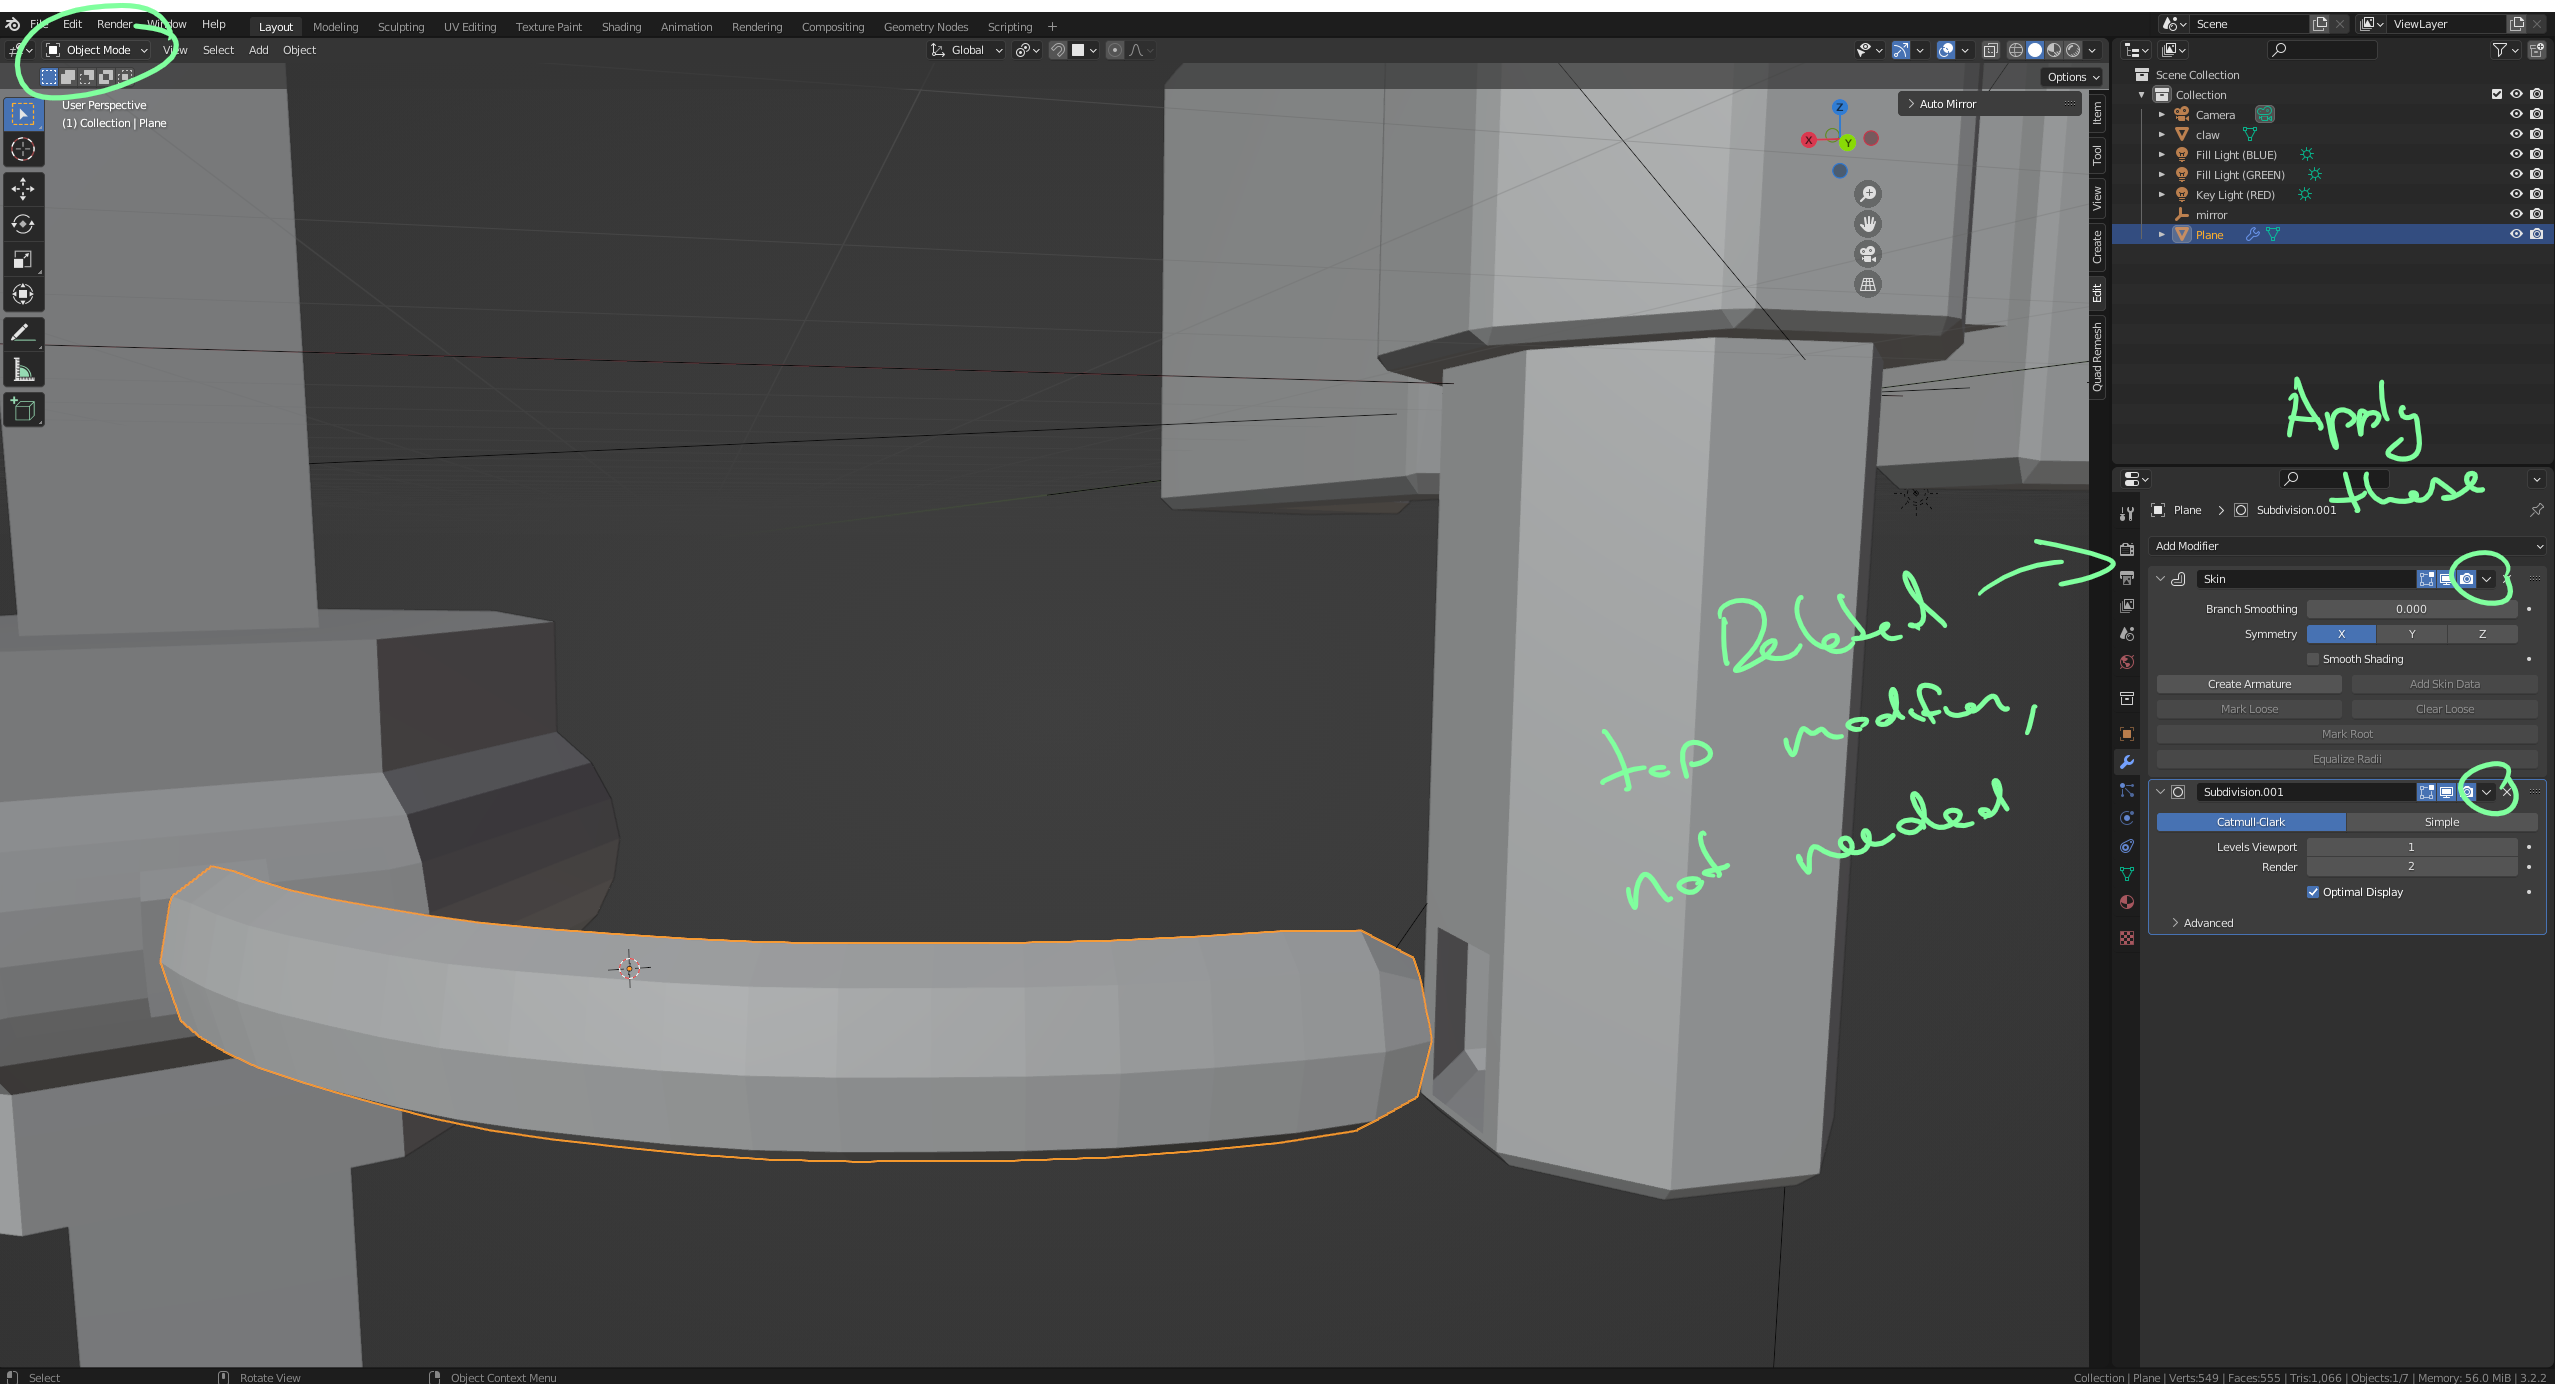 File Edit Render Window Help
Layout Modeling Sculpting UV Editing Texture Paint Shading Animation Rendering Compositing Geometry Nodes Scripting +
Scene
ViewLayer
Object Mode View Select Add Object
Global
Options
User Perspective
(1) Collection | Plane
Auto Mirror
Z
X
Y
Item
Tool
View
Create
Edit
Quad Remesh
Scene Collection
Collection
Camera
claw
Fill Light (BLUE)
Fill Light (GREEN)
Key Light (RED)
mirror
Plane
Apply
these
Deleted
top modifier,
not needed
Plane > Subdivision.001
Add Modifier
Skin
Branch Smoothing 0.000
Symmetry X Y Z
Smooth Shading
Create Armature Add Skin Data
Mark Loose Clear Loose
Mark Root
Equalize Radii
Subdivision.001
Catmull-Clark Simple
Levels Viewport 1
Render 2
Optimal Display
Advanced
Select Rotate View Object Context Menu
Collection | Plane | Verts:549 | Faces:555 | Tris:1,066 | Objects:1/7 | Memory: 56.0 MiB | 3.2.2